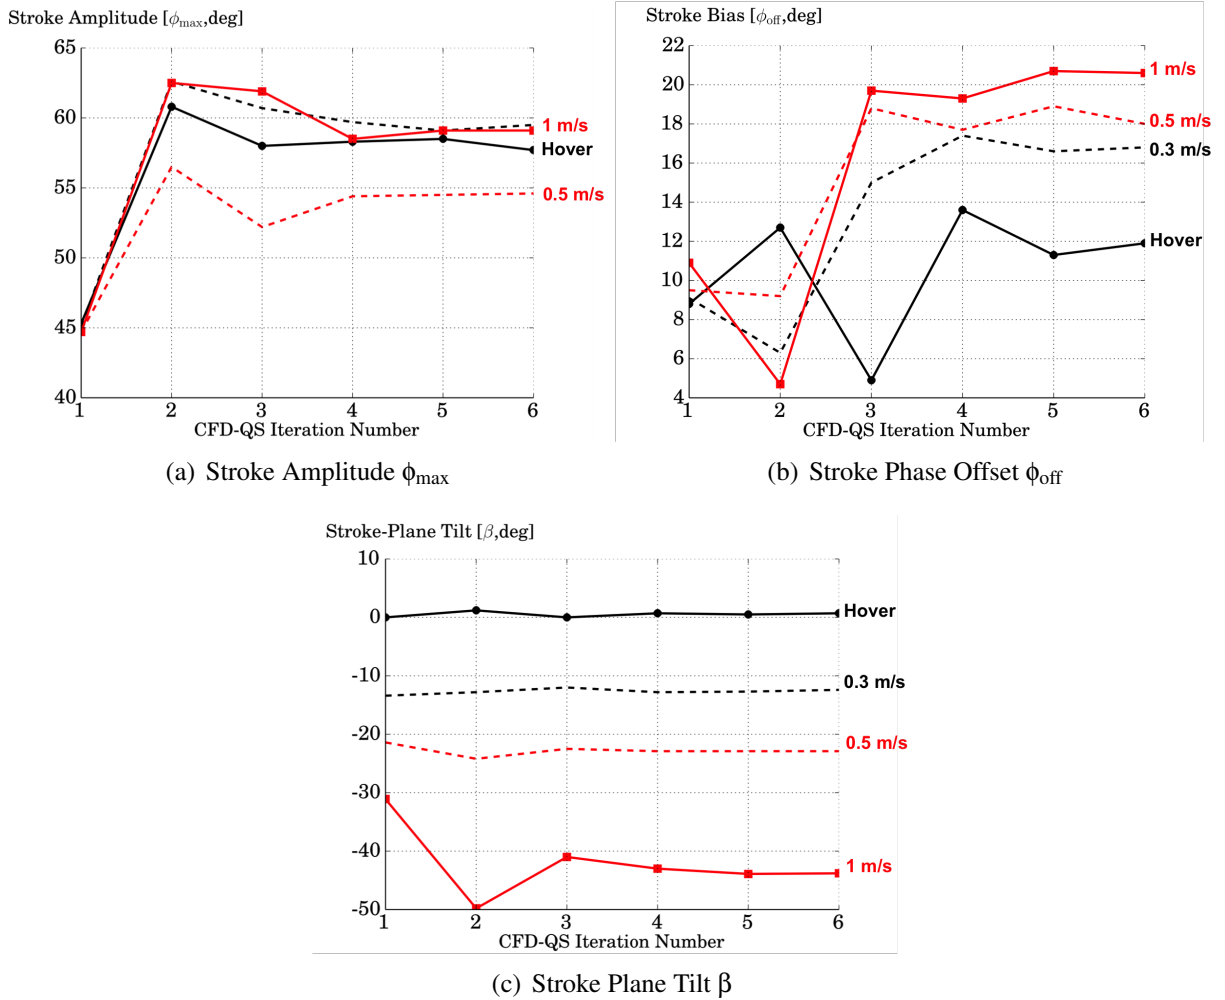 Stroke Amplitude [ϕmax,deg]
65
60
55
50
45
40
1 2 3 4 5 6
1 m/s
Hover
0.5 m/s
CFD-QS Iteration Number
(a) Stroke Amplitude ϕmax
Stroke Bias [ϕoff,deg]
22
20
18
16
14
12
10
8
6
4
1 2 3 4 5 6
1 m/s
0.5 m/s
0.3 m/s
Hover
CFD-QS Iteration Number
(b) Stroke Phase Offset ϕoff
Stroke-Plane Tilt [β,deg]
10
0
-10
-20
-30
-40
-50
1 2 3 4 5 6
Hover
0.3 m/s
0.5 m/s
1 m/s
CFD-QS Iteration Number
(c) Stroke Plane Tilt β